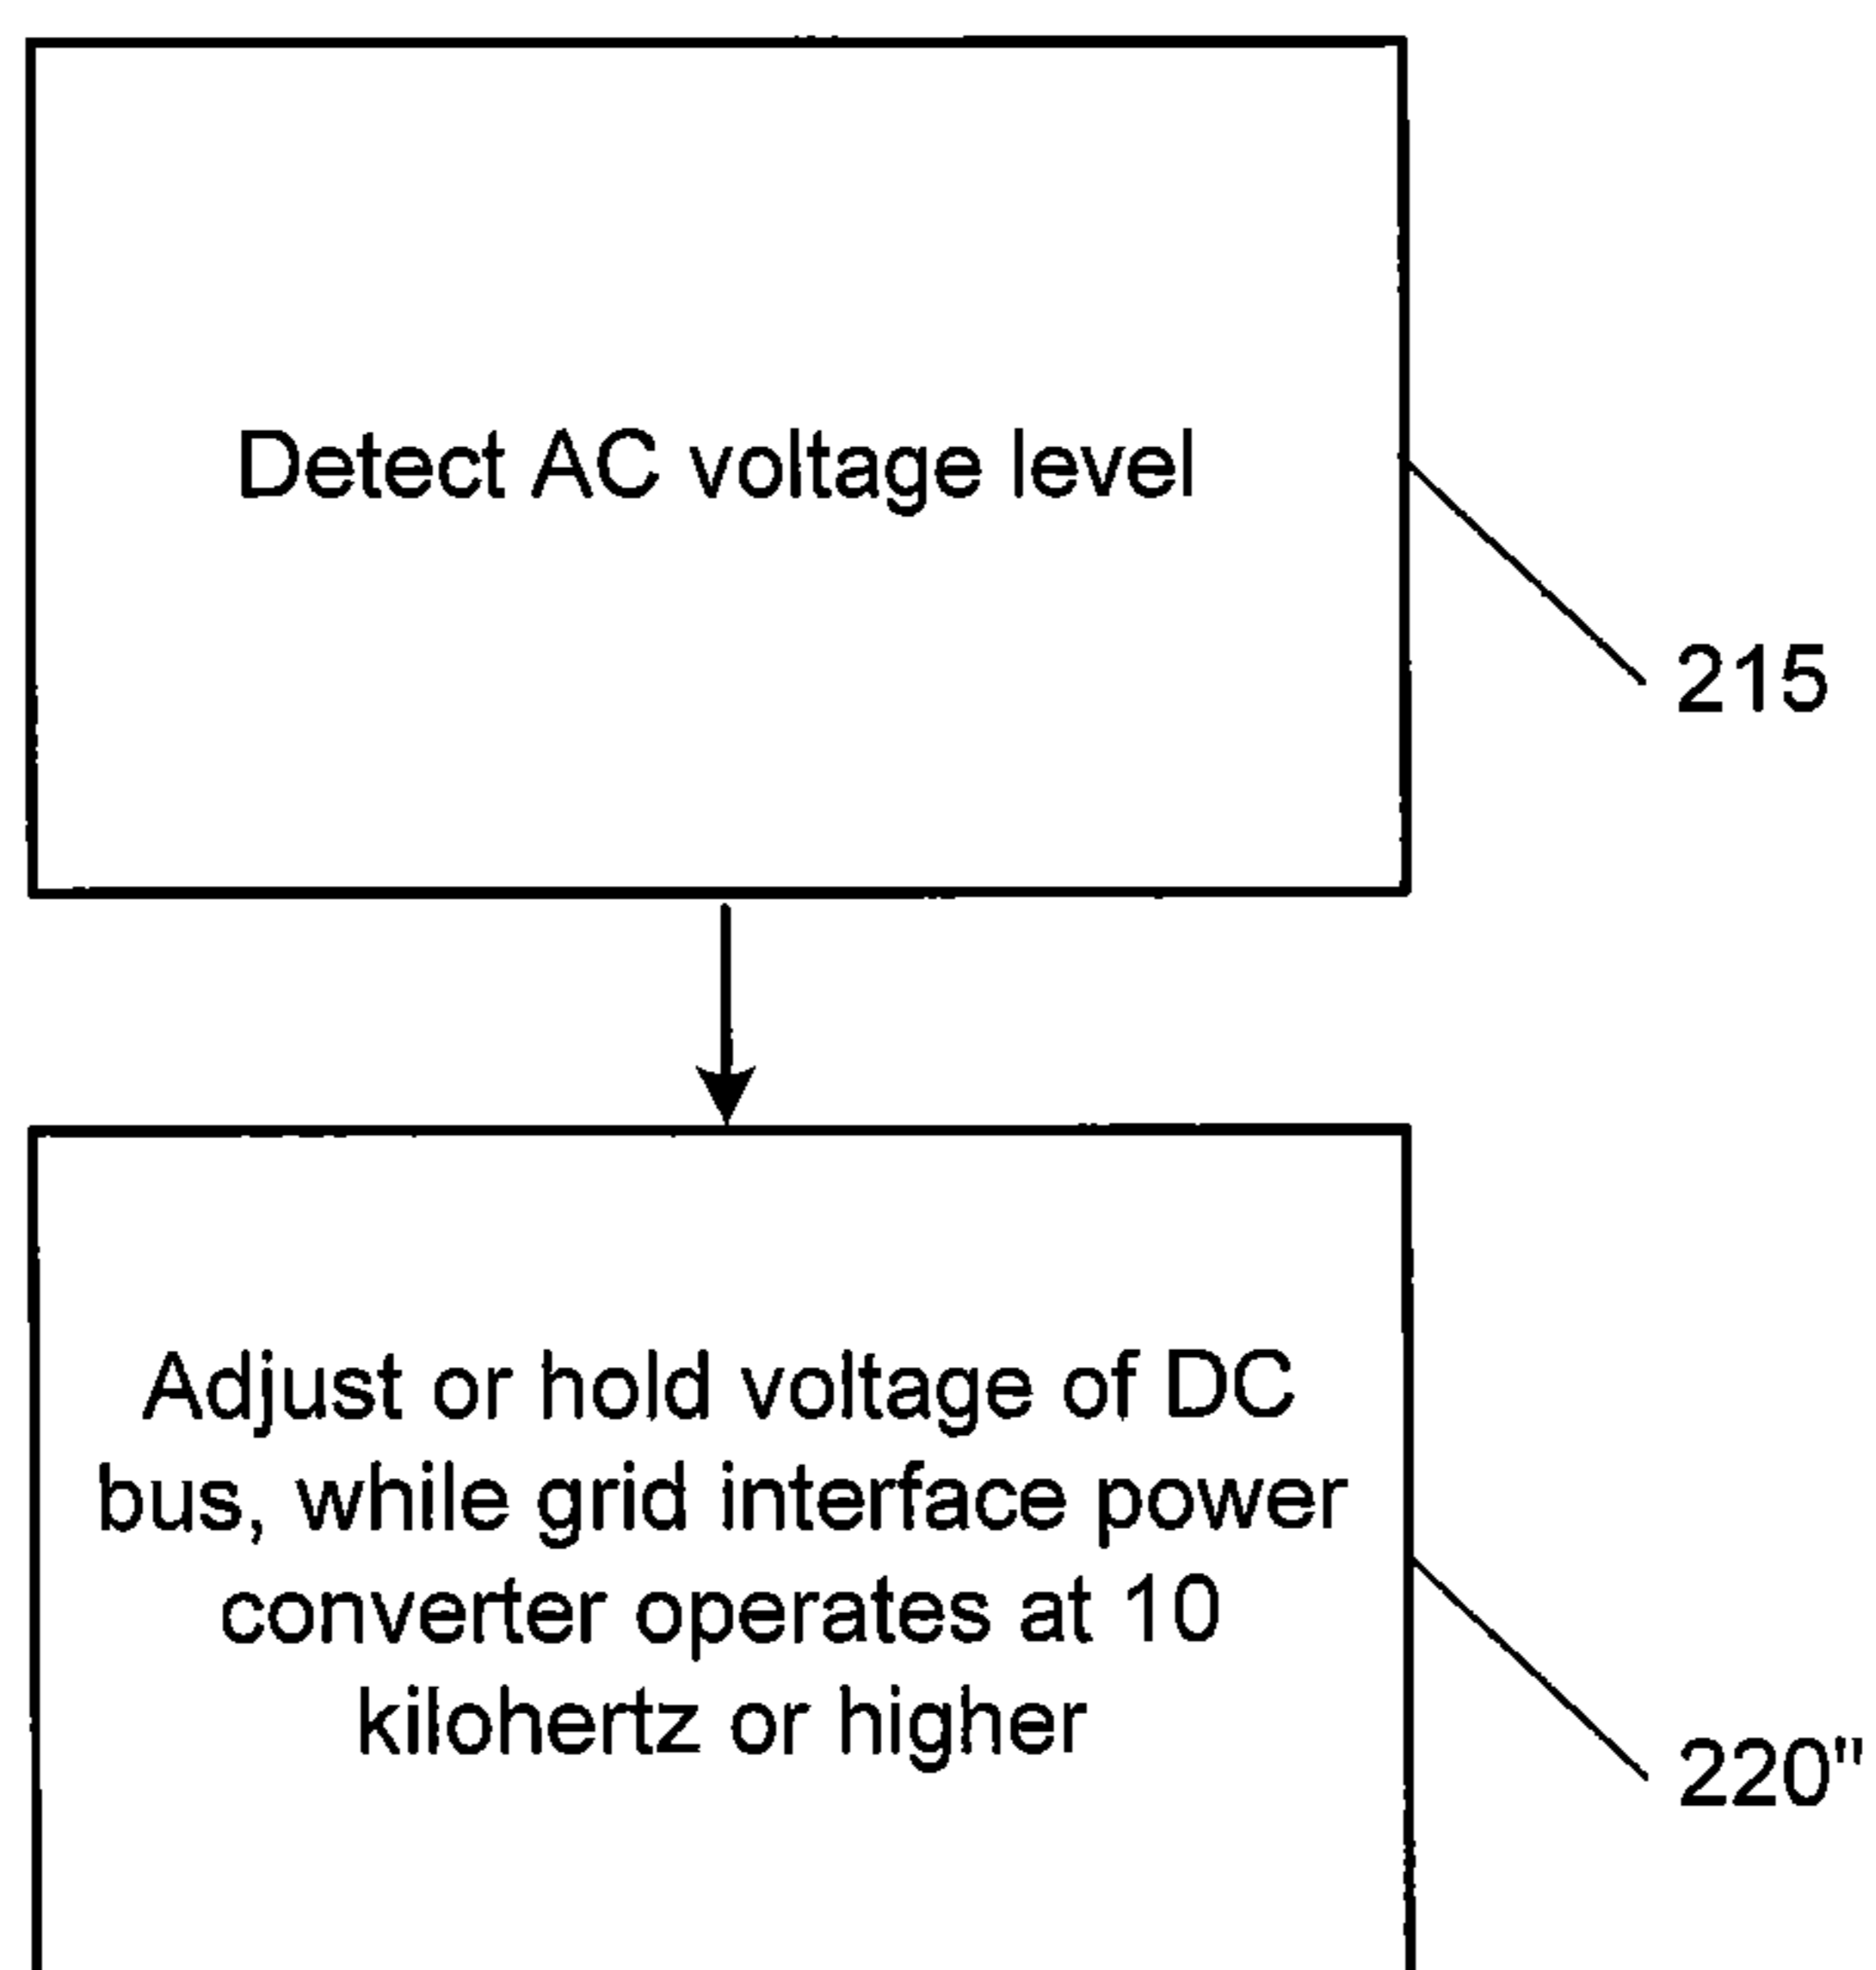 Detect AC voltage level
215
Adjust or hold voltage of DC
bus, while grid interface power
converter operates at 10
kilohertz or higher
220"